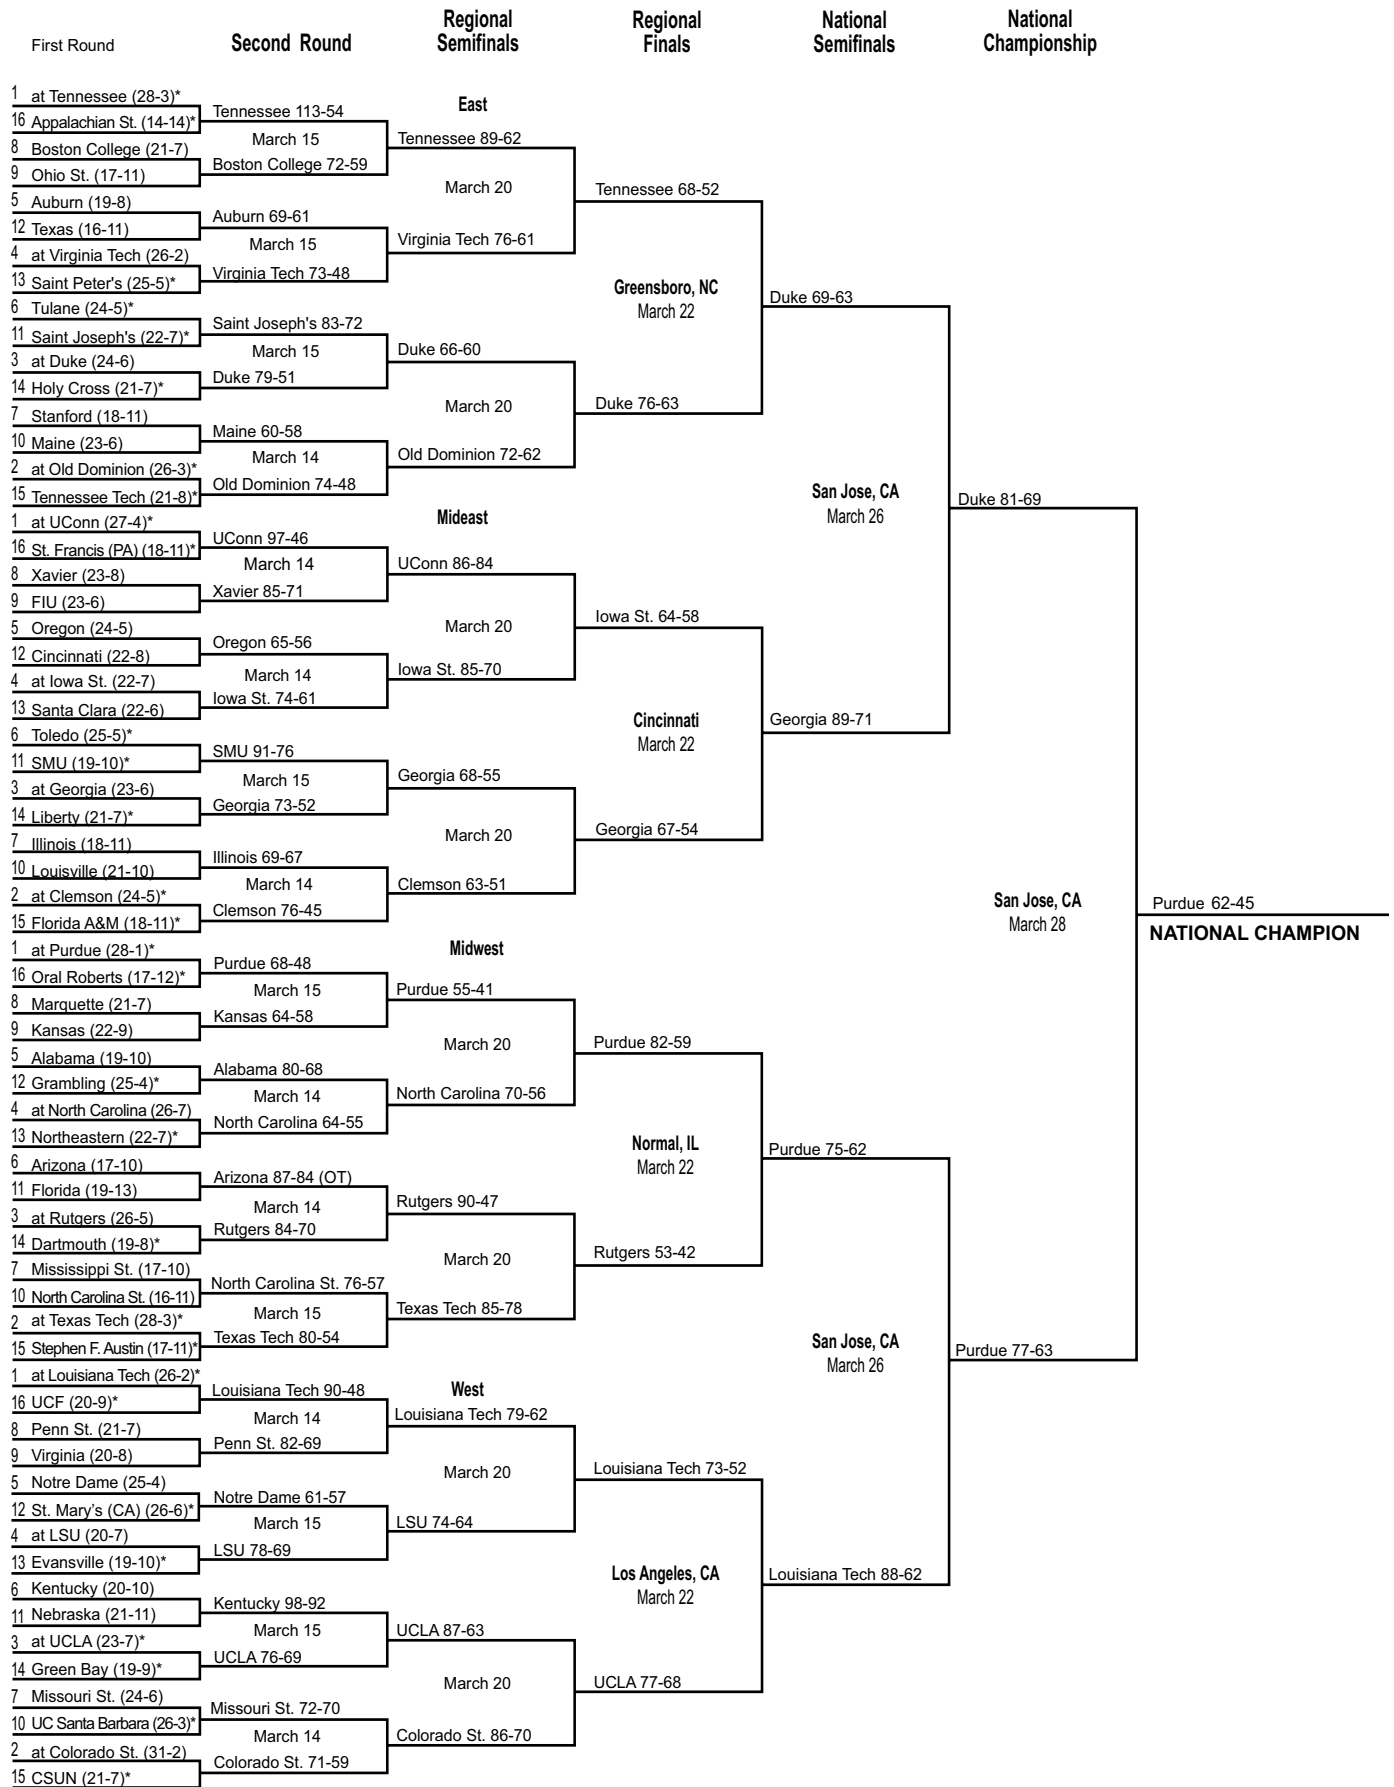 First Round
Second Round
Regional
Semifinals
Regional
Finals
National
Semifinals
National
Championship
East
1 at Tennessee (28-3)*
16 Appalachian St. (14-14)*
8 Boston College (21-7)
9 Ohio St. (17-11)
5 Auburn (19-8)
12 Texas (16-11)
4 at Virginia Tech (26-2)
13 Saint Peter's (25-5)*
6 Tulane (24-5)*
11 Saint Joseph's (22-7)*
3 at Duke (24-6)
14 Holy Cross (21-7)*
7 Stanford (18-11)
10 Maine (23-6)
2 at Old Dominion (26-3)*
15 Tennessee Tech (21-8)*
Tennessee 113-54
March 15
Boston College 72-59
Auburn 69-61
March 15
Virginia Tech 73-48
Saint Joseph's 83-72
March 15
Duke 79-51
Maine 60-58
March 14
Old Dominion 74-48
Tennessee 89-62
March 20
Virginia Tech 76-61
Duke 66-60
March 20
Old Dominion 72-62
Tennessee 68-52
Greensboro, NC
March 22
Duke 76-63
Duke 69-63
Mideast
1 at UConn (27-4)*
16 St. Francis (PA) (18-11)*
8 Xavier (23-8)
9 FIU (23-6)
5 Oregon (24-5)
12 Cincinnati (22-8)
4 at Iowa St. (22-7)
13 Santa Clara (22-6)
6 Toledo (25-5)*
11 SMU (19-10)*
3 at Georgia (23-6)
14 Liberty (21-7)*
7 Illinois (18-11)
10 Louisville (21-10)
2 at Clemson (24-5)*
15 Florida A&M (18-11)*
UConn 97-46
March 14
Xavier 85-71
Oregon 65-56
March 14
Iowa St. 74-61
SMU 91-76
March 15
Georgia 73-52
Illinois 69-67
March 14
Clemson 76-45
UConn 86-84
March 20
Iowa St. 85-70
Georgia 68-55
March 20
Clemson 63-51
Iowa St. 64-58
Cincinnati
March 22
Georgia 67-54
Georgia 89-71
San Jose, CA
March 26
Duke 81-69
Midwest
1 at Purdue (28-1)*
16 Oral Roberts (17-12)*
8 Marquette (21-7)
9 Kansas (22-9)
5 Alabama (19-10)
12 Grambling (25-4)*
4 at North Carolina (26-7)
13 Northeastern (22-7)*
6 Arizona (17-10)
11 Florida (19-13)
3 at Rutgers (26-5)
14 Dartmouth (19-8)*
7 Mississippi St. (17-10)
10 North Carolina St. (16-11)
2 at Texas Tech (28-3)*
15 Stephen F. Austin (17-11)*
Purdue 68-48
March 15
Kansas 64-58
Alabama 80-68
March 14
North Carolina 64-55
Arizona 87-84 (OT)
March 14
Rutgers 84-70
North Carolina St. 76-57
March 15
Texas Tech 80-54
Purdue 55-41
March 20
North Carolina 70-56
Rutgers 90-47
March 20
Texas Tech 85-78
Purdue 82-59
Normal, IL
March 22
Rutgers 53-42
Purdue 75-62
West
1 at Louisiana Tech (26-2)*
16 UCF (20-9)*
8 Penn St. (21-7)
9 Virginia (20-8)
5 Notre Dame (25-4)
12 St. Mary's (CA) (26-6)*
4 at LSU (20-7)
13 Evansville (19-10)*
6 Kentucky (20-10)
11 Nebraska (21-11)
3 at UCLA (23-7)*
14 Green Bay (19-9)*
7 Missouri St. (24-6)
10 UC Santa Barbara (26-3)*
2 at Colorado St. (31-2)
15 CSUN (21-7)*
Louisiana Tech 90-48
March 14
Penn St. 82-69
Notre Dame 61-57
March 15
LSU 78-69
Kentucky 98-92
March 15
UCLA 76-69
Missouri St. 72-70
March 14
Colorado St. 71-59
Louisiana Tech 79-62
March 20
LSU 74-64
UCLA 87-63
March 20
Colorado St. 86-70
Louisiana Tech 73-52
Los Angeles, CA
March 22
UCLA 77-68
Louisiana Tech 88-62
San Jose, CA
March 26
Purdue 77-63
San Jose, CA
March 28
Purdue 62-45
NATIONAL CHAMPION